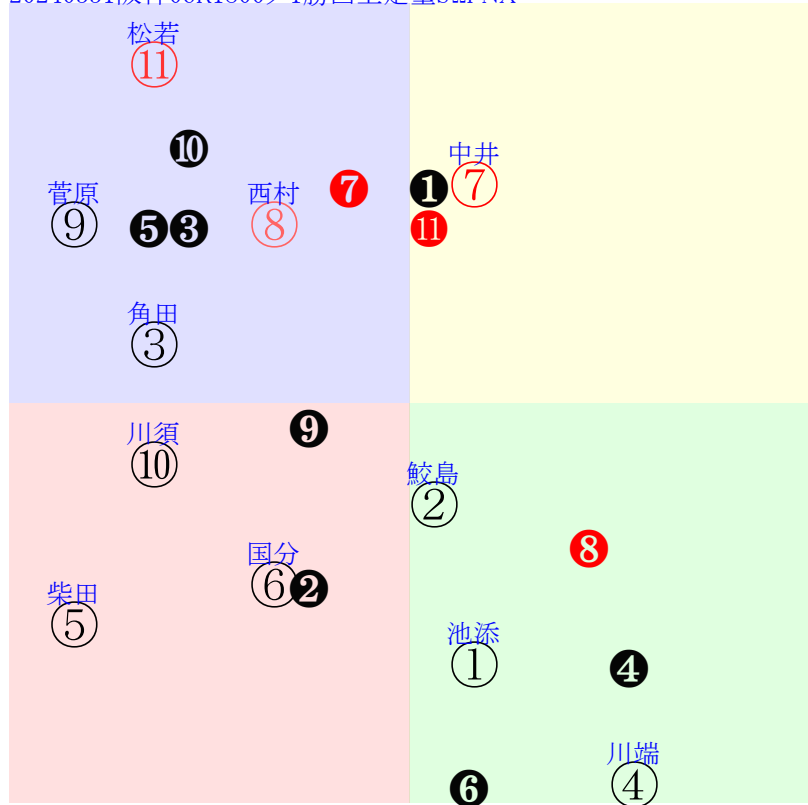 松若
⑪
❿
中井
菅原
西村
❼
❶
⑦
⑨
❺❸
⑧
⓫
角田
③
川須
❾
⑩
鮫島
②
国分
❽
柴田
⑥❷
⑤
池添
①
❹
川端
❻
④